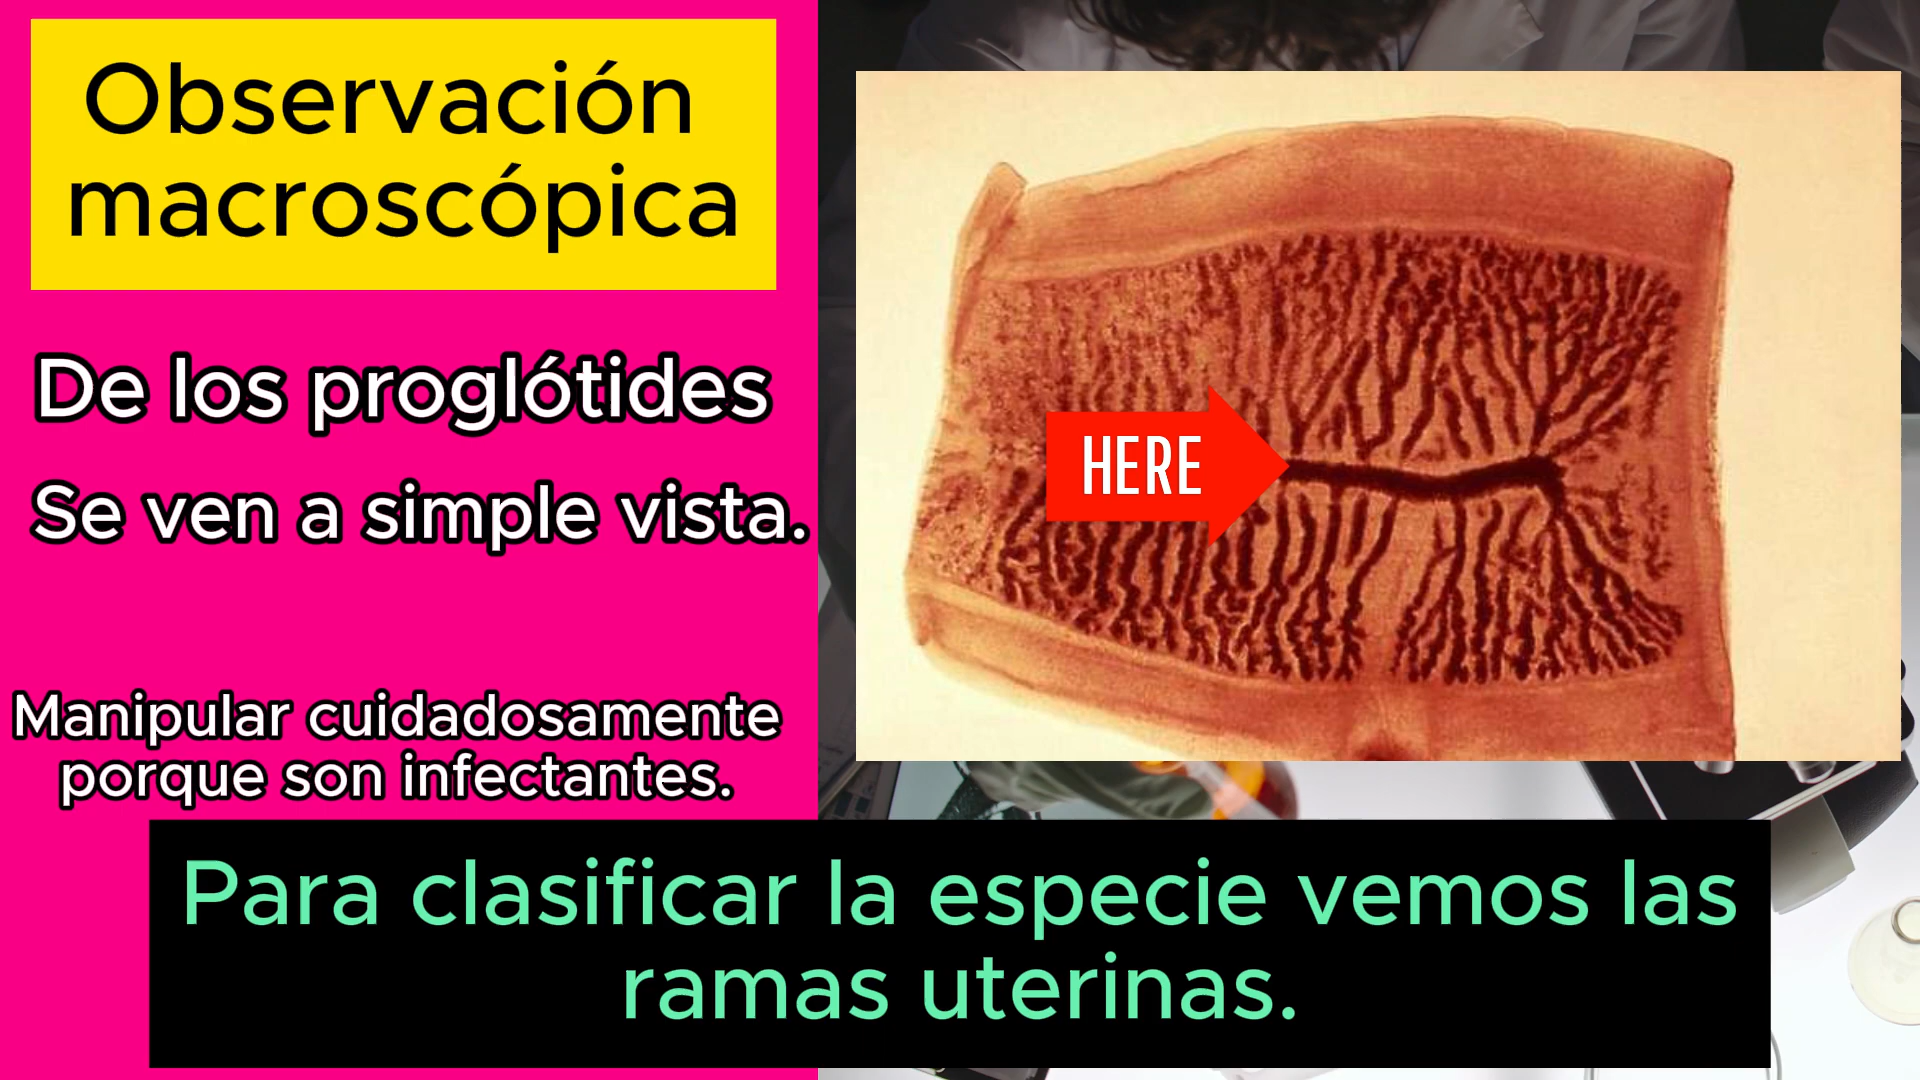 Observación
macroscópica
De los proglótides
Se ven a simple vista.
Manipular cuidadosamente
porque son infectantes.
HERE
Para clasificar la especie vemos las
ramas uterinas.